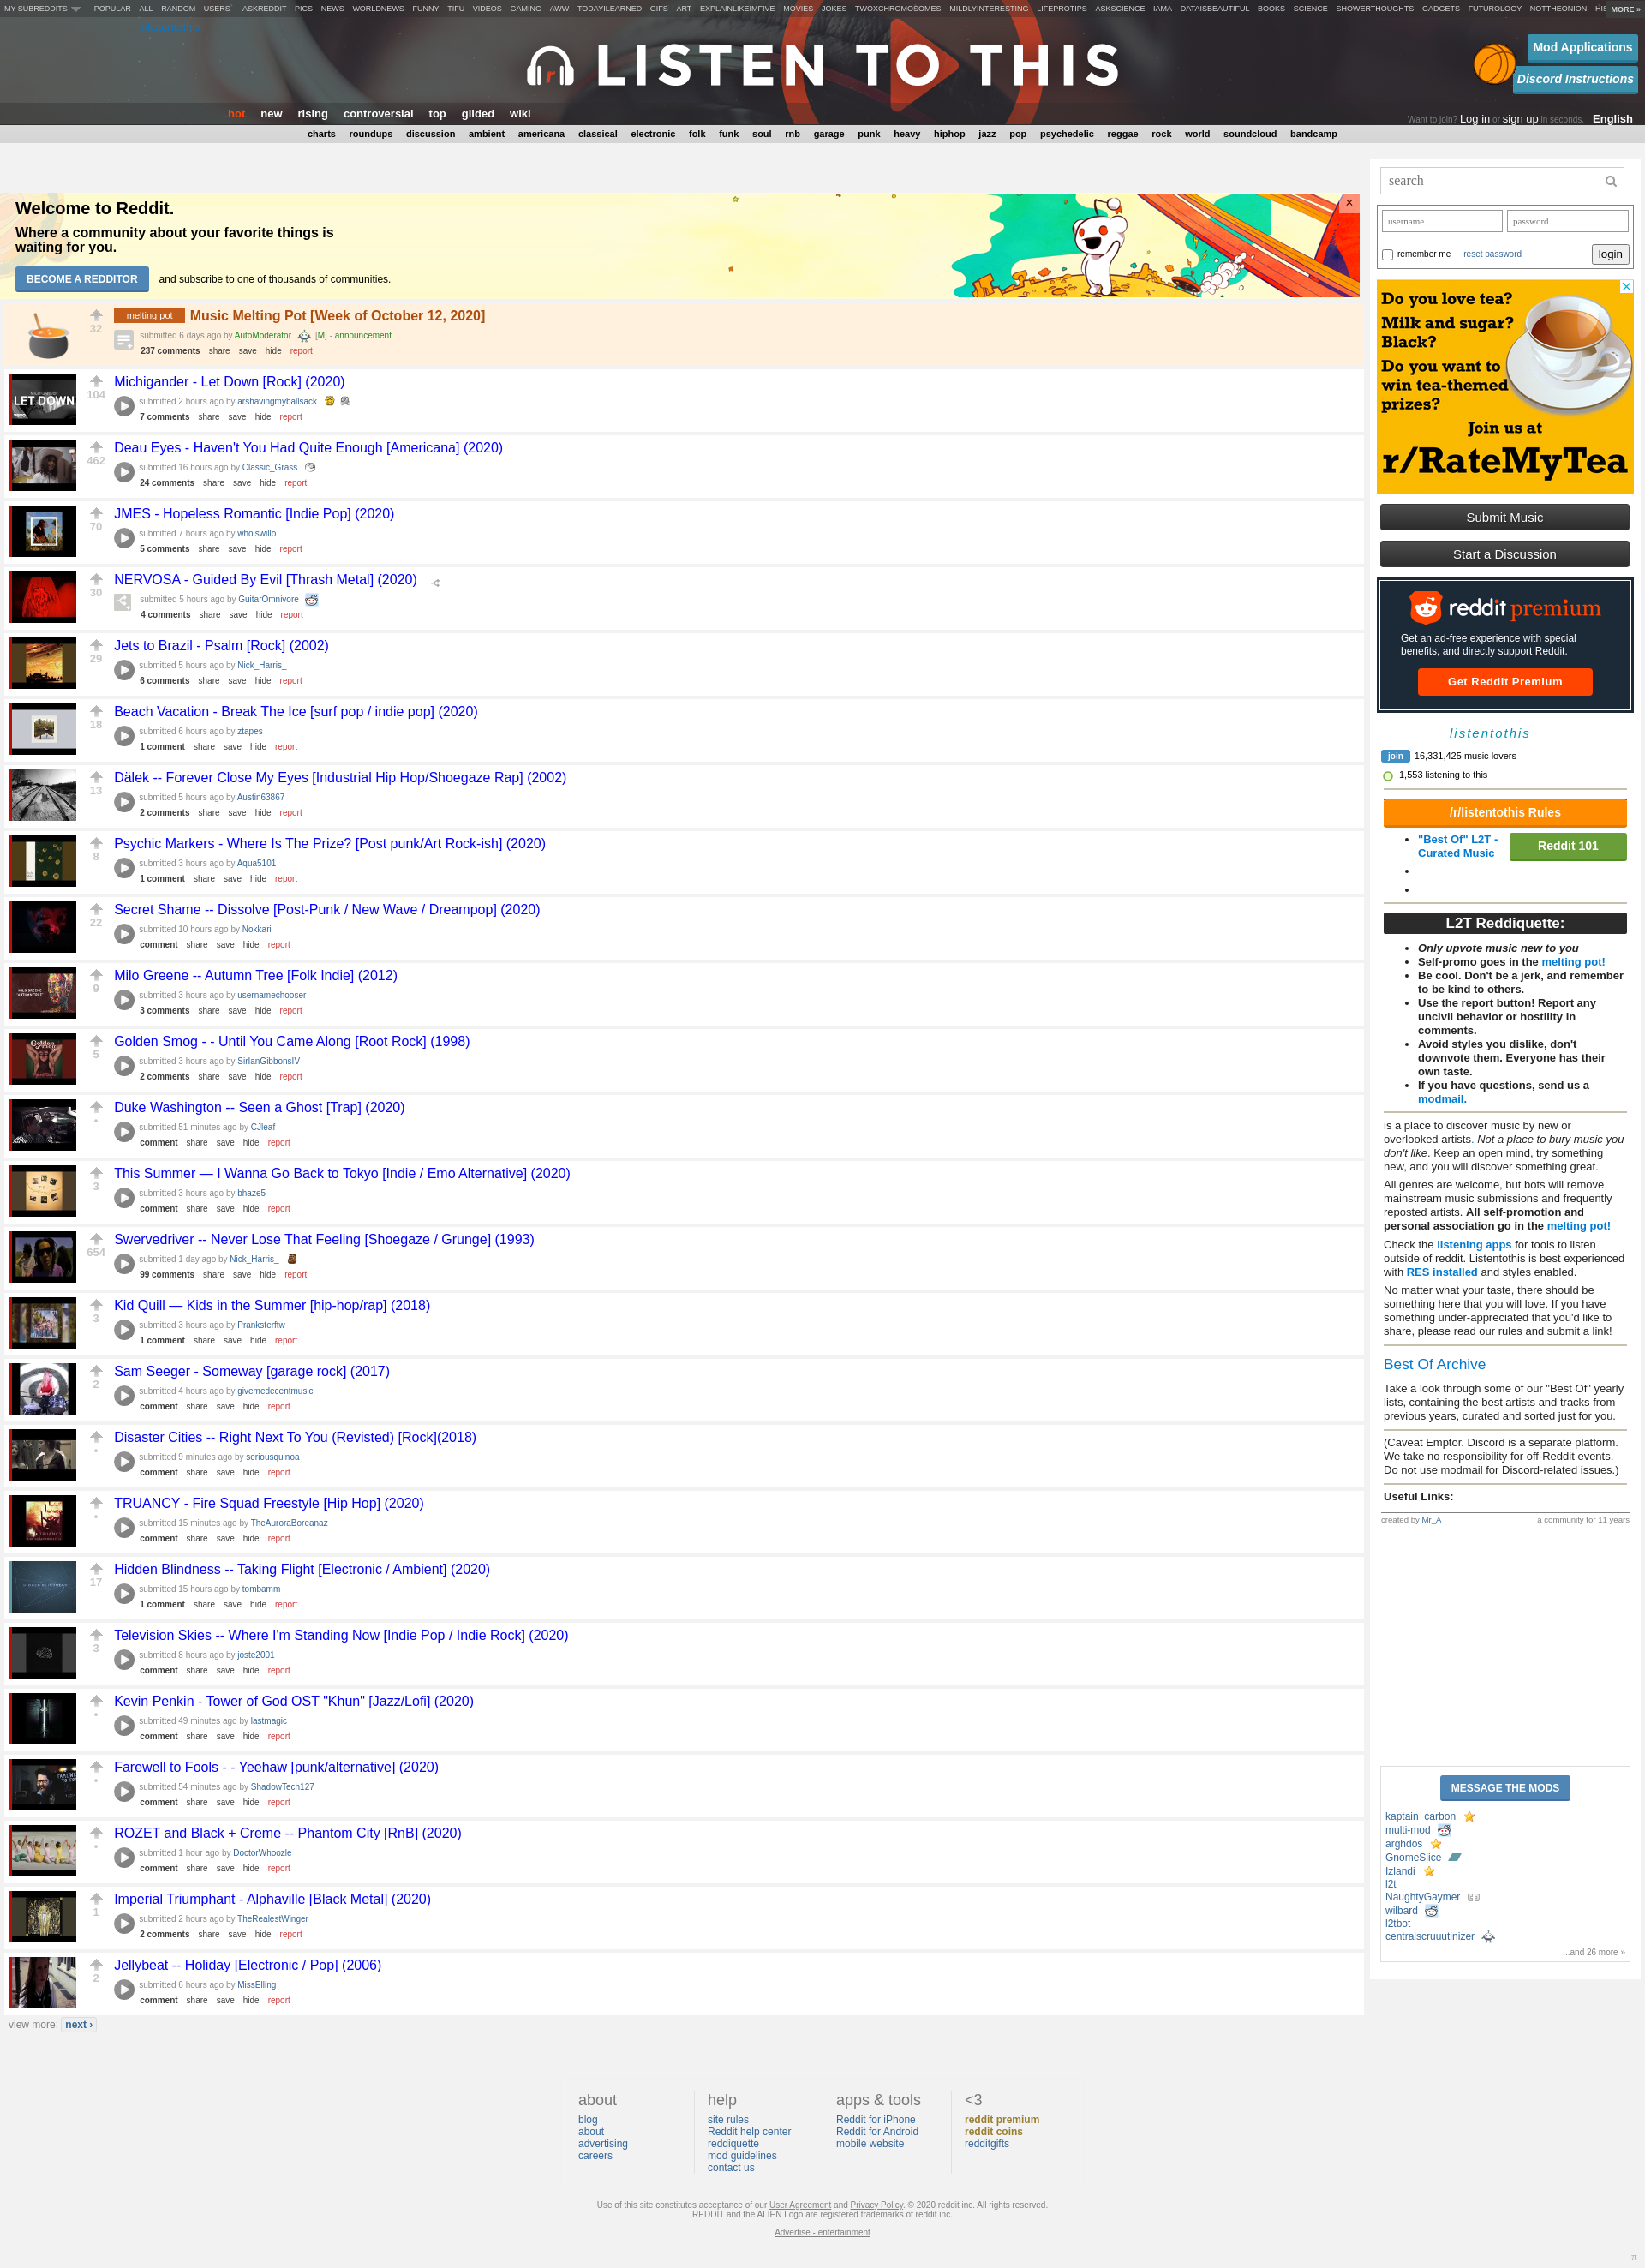 MY SUBREDDITS POPULAR ALL RANDOM USERS ASKREDDIT PICS NEWS WORLDNEWS FUNNY TIFU VIDEOS GAMING AWW TODAYILEARNED GIFS ART EXPLAINLIKEIMFIVE MOVIES JOKES TWOXCHROMOSOMES MILDLYINTERESTING LIFEPROTIPS ASKSCIENCE IAMA DATAISBEAUTIFUL BOOKS SCIENCE SHOWERTHOUGHTS GADGETS FUTUROLOGY NOTTHEONION HIS MORE »
LISTEN TO THIS
Mod Applications
Discord Instructions
hot new rising controversial top gilded wiki
Want to join? Log in or sign up in seconds. English
charts roundups discussion ambient americana classical electronic folk funk soul rnb garage punk heavy hiphop jazz pop psychedelic reggae rock world soundcloud bandcamp
Welcome to Reddit.
Where a community about your favorite things is
waiting for you.
BECOME A REDDITOR and subscribe to one of thousands of communities.
×
32
melting pot Music Melting Pot [Week of October 12, 2020]
submitted 6 days ago by AutoModerator [M] - announcement
237 comments share save hide report
LET DOWN
104
Michigander - Let Down [Rock] (2020)
submitted 2 hours ago by arshavingmyballsack
7 comments share save hide report
462
Deau Eyes - Haven't You Had Quite Enough [Americana] (2020)
submitted 16 hours ago by Classic_Grass
24 comments share save hide report
70
JMES - Hopeless Romantic [Indie Pop] (2020)
submitted 7 hours ago by whoiswillo
5 comments share save hide report
30
NERVOSA - Guided By Evil [Thrash Metal] (2020)
submitted 5 hours ago by GuitarOmnivore
4 comments share save hide report
29
Jets to Brazil - Psalm [Rock] (2002)
submitted 5 hours ago by Nick_Harris_
6 comments share save hide report
18
Beach Vacation - Break The Ice [surf pop / indie pop] (2020)
submitted 6 hours ago by ztapes
1 comment share save hide report
13
Dälek -- Forever Close My Eyes [Industrial Hip Hop/Shoegaze Rap] (2002)
submitted 5 hours ago by Austin63867
2 comments share save hide report
8
Psychic Markers - Where Is The Prize? [Post punk/Art Rock-ish] (2020)
submitted 3 hours ago by Aqua5101
1 comment share save hide report
22
Secret Shame -- Dissolve [Post-Punk / New Wave / Dreampop] (2020)
submitted 10 hours ago by Nokkari
comment share save hide report
9
Milo Greene -- Autumn Tree [Folk Indie] (2012)
submitted 3 hours ago by usernamechooser
3 comments share save hide report
5
Golden Smog - - Until You Came Along [Root Rock] (1998)
submitted 3 hours ago by SirIanGibbonsIV
2 comments share save hide report
•
Duke Washington -- Seen a Ghost [Trap] (2020)
submitted 51 minutes ago by CJleaf
comment share save hide report
3
This Summer — I Wanna Go Back to Tokyo [Indie / Emo Alternative] (2020)
submitted 3 hours ago by bhaze5
comment share save hide report
654
Swervedriver -- Never Lose That Feeling [Shoegaze / Grunge] (1993)
submitted 1 day ago by Nick_Harris_
99 comments share save hide report
3
Kid Quill — Kids in the Summer [hip-hop/rap] (2018)
submitted 3 hours ago by Pranksterftw
1 comment share save hide report
2
Sam Seeger - Someway [garage rock] (2017)
submitted 4 hours ago by givemedecentmusic
comment share save hide report
•
Disaster Cities -- Right Next To You (Revisted) [Rock](2018)
submitted 9 minutes ago by seriousquinoa
comment share save hide report
•
TRUANCY - Fire Squad Freestyle [Hip Hop] (2020)
submitted 15 minutes ago by TheAuroraBoreanaz
comment share save hide report
17
Hidden Blindness -- Taking Flight [Electronic / Ambient] (2020)
submitted 15 hours ago by tombamm
1 comment share save hide report
3
Television Skies -- Where I'm Standing Now [Indie Pop / Indie Rock] (2020)
submitted 8 hours ago by joste2001
comment share save hide report
•
Kevin Penkin - Tower of God OST "Khun" [Jazz/Lofi] (2020)
submitted 49 minutes ago by lastmagic
comment share save hide report
•
Farewell to Fools - - Yeehaw [punk/alternative] (2020)
submitted 54 minutes ago by ShadowTech127
comment share save hide report
•
ROZET and Black + Creme -- Phantom City [RnB] (2020)
submitted 1 hour ago by DoctorWhoozle
comment share save hide report
1
Imperial Triumphant - Alphaville [Black Metal] (2020)
submitted 2 hours ago by TheRealestWinger
2 comments share save hide report
2
Jellybeat -- Holiday [Electronic / Pop] (2006)
submitted 6 hours ago by MissElling
comment share save hide report
view more: next ›
search
username password
remember me reset password login
Do you love tea?
Milk and sugar?
Black?
Do you want to
win tea-themed
prizes?
Join us at
r/RateMyTea
Submit Music
Start a Discussion
reddit premium
Get an ad-free experience with special
benefits, and directly support Reddit.
Get Reddit Premium
listentothis
join 16,331,425 music lovers
1,553 listening to this
/r/listentothis Rules
"Best Of" L2T -
Curated Music
Reddit 101
L2T Reddiquette:
Only upvote music new to you
Self-promo goes in the melting pot!
Be cool. Don't be a jerk, and remember
to be kind to others.
Use the report button! Report any
uncivil behavior or hostility in
comments.
Avoid styles you dislike, don't
downvote them. Everyone has their
own taste.
If you have questions, send us a
modmail.
is a place to discover music by new or
overlooked artists. Not a place to bury music you
don't like. Keep an open mind, try something
new, and you will discover something great.
All genres are welcome, but bots will remove
mainstream music submissions and frequently
reposted artists. All self-promotion and
personal association go in the melting pot!
Check the listening apps for tools to listen
outside of reddit. Listentothis is best experienced
with RES installed and styles enabled.
No matter what your taste, there should be
something here that you will love. If you have
something under-appreciated that you'd like to
share, please read our rules and submit a link!
Best Of Archive
Take a look through some of our "Best Of" yearly
lists, containing the best artists and tracks from
previous years, curated and sorted just for you.
(Caveat Emptor. Discord is a separate platform.
We take no responsibility for off-Reddit events.
Do not use modmail for Discord-related issues.)
Useful Links:
created by Mr_A a community for 11 years
MESSAGE THE MODS
kaptain_carbon
multi-mod
arghdos
GnomeSlice
Izlandi
l2t
NaughtyGaymer
wilbard
l2tbot
centralscruuutinizer
...and 26 more »
about
blog
about
advertising
careers
help
site rules
Reddit help center
reddiquette
mod guidelines
contact us
apps & tools
Reddit for iPhone
Reddit for Android
mobile website
<3
reddit premium
reddit coins
redditgifts
Use of this site constitutes acceptance of our User Agreement and Privacy Policy. © 2020 reddit inc. All rights reserved.
REDDIT and the ALIEN Logo are registered trademarks of reddit inc.
Advertise - entertainment
π